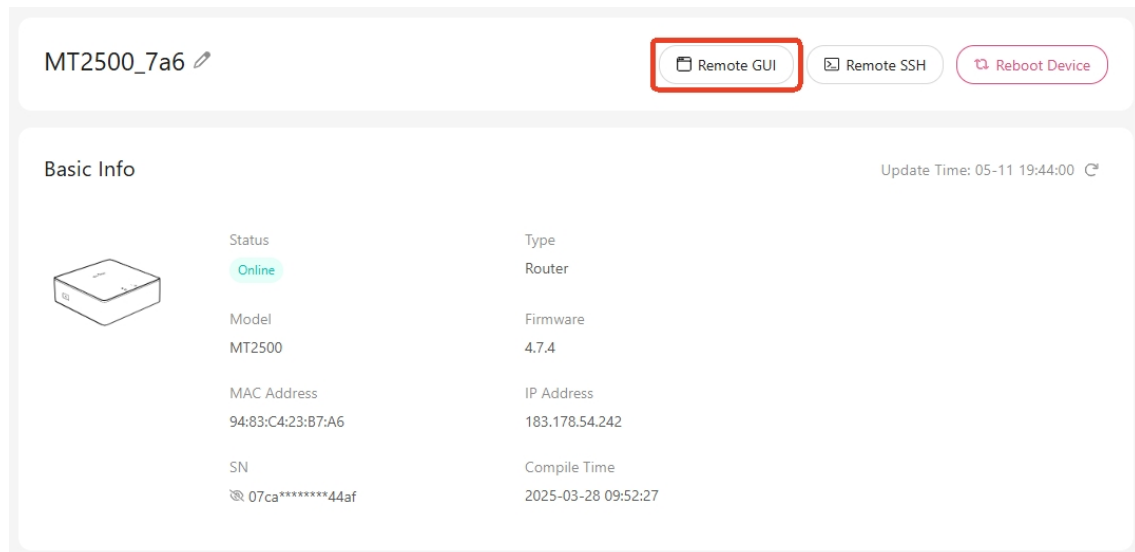 MT2500_7a6
Remote GUI
Remote SSH
Reboot Device
Basic Info
Update Time: 05-11 19:44:00
Status
Type
Online
Router
Model
Firmware
MT2500
4.7.4
MAC Address
IP Address
94:83:C4:23:B7:A6
183.178.54.242
SN
Compile Time
07ca********44af
2025-03-28 09:52:27